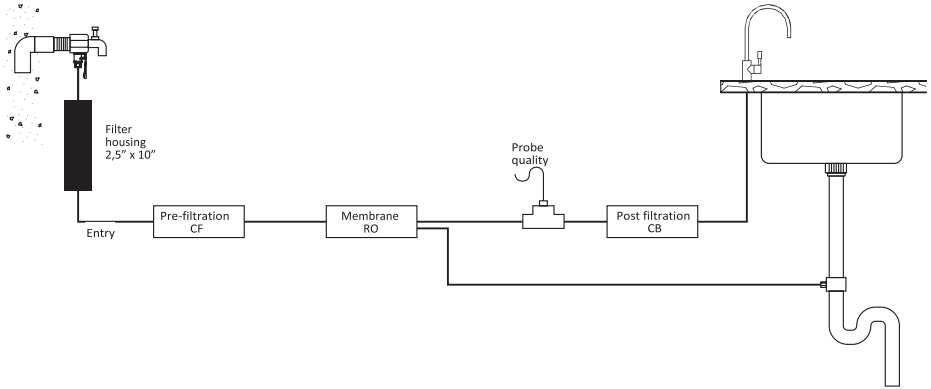 Filter
housing
2,5” x 10”
Probe
quality
Entry
Pre-filtration
CF
Membrane
RO
Post filtration
CB